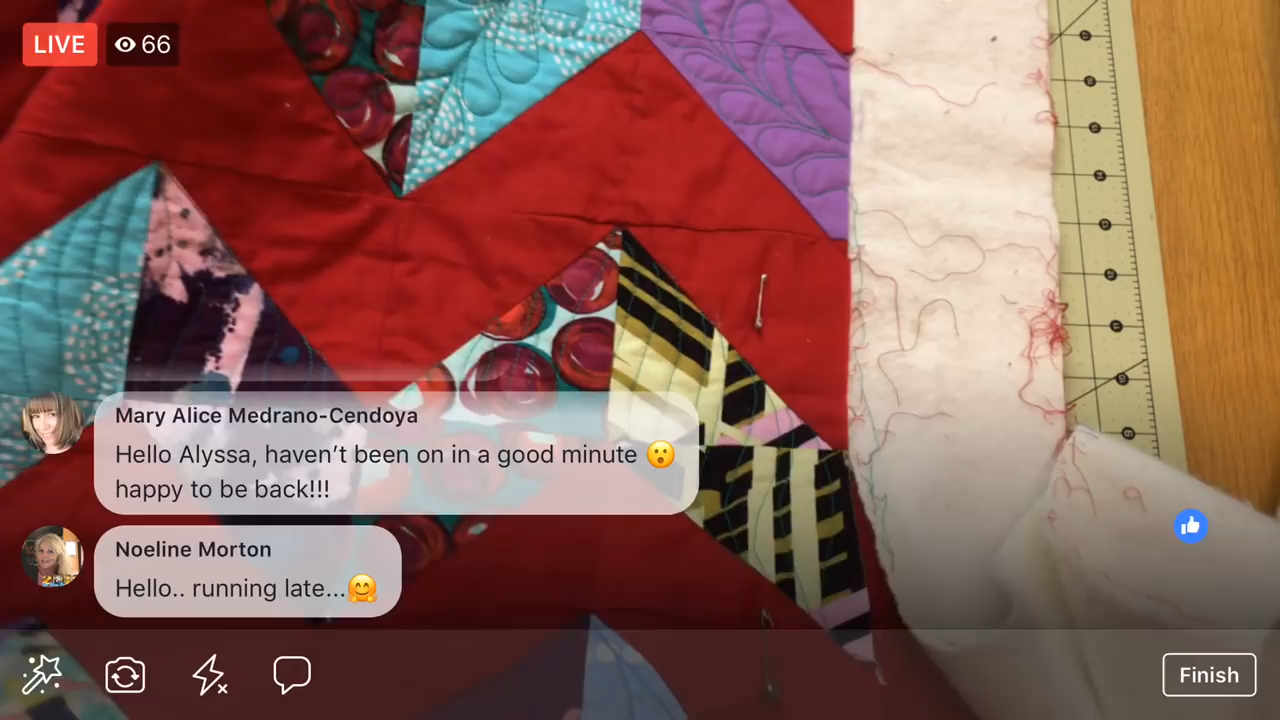 LIVE 66
Mary Alice Medrano-Cendoya
Hello Alyssa, haven't been on in a good minute 😮
happy to be back!!!
Noeline Morton
Hello.. running late...🤗
Finish